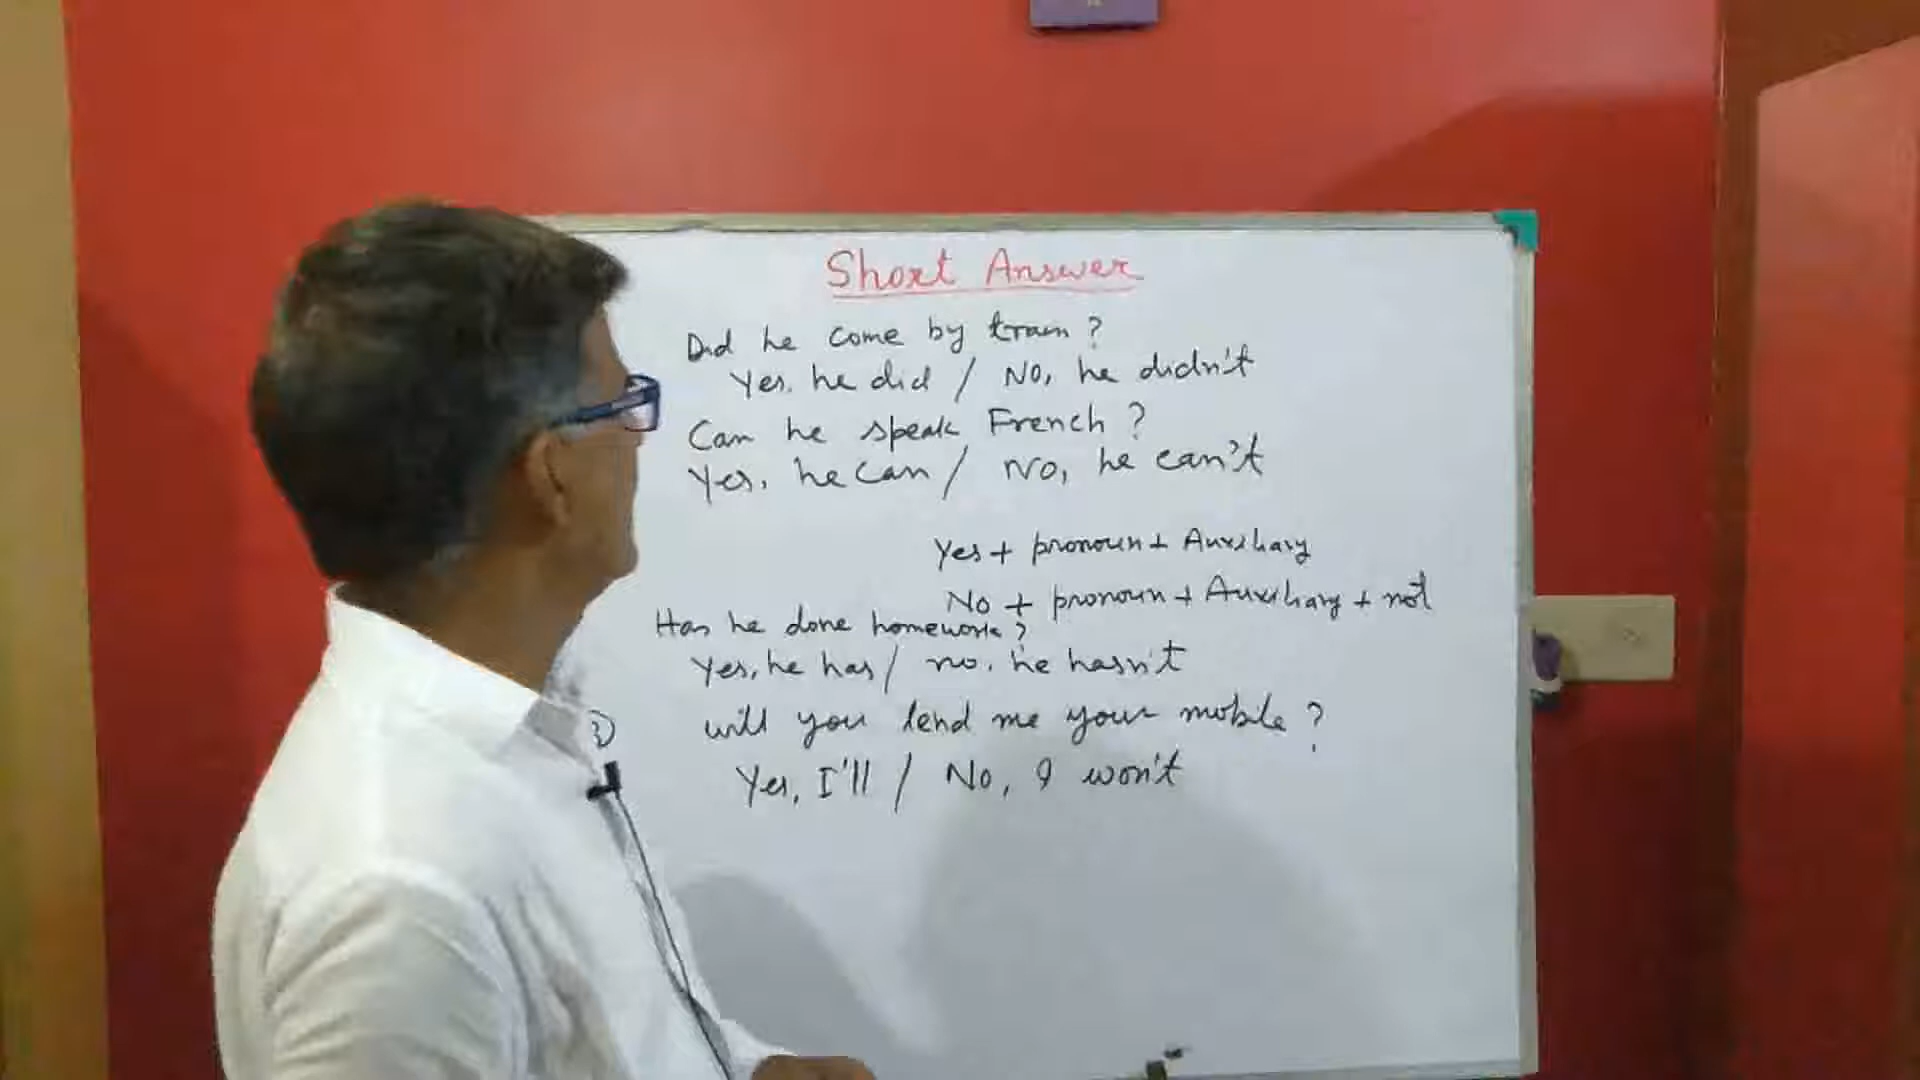 Short Answer
Did he come by train ?
Yes, he did / No, he didn't
Can he speak French ?
Yes, he can / No, he can't
Yes + pronoun + Auxiliary
No + pronoun + Auxiliary + not
Has he done homework ?
Yes, he has / no, he hasn't
will you lend me your mobile ?
Yes, I'll / No, I won't